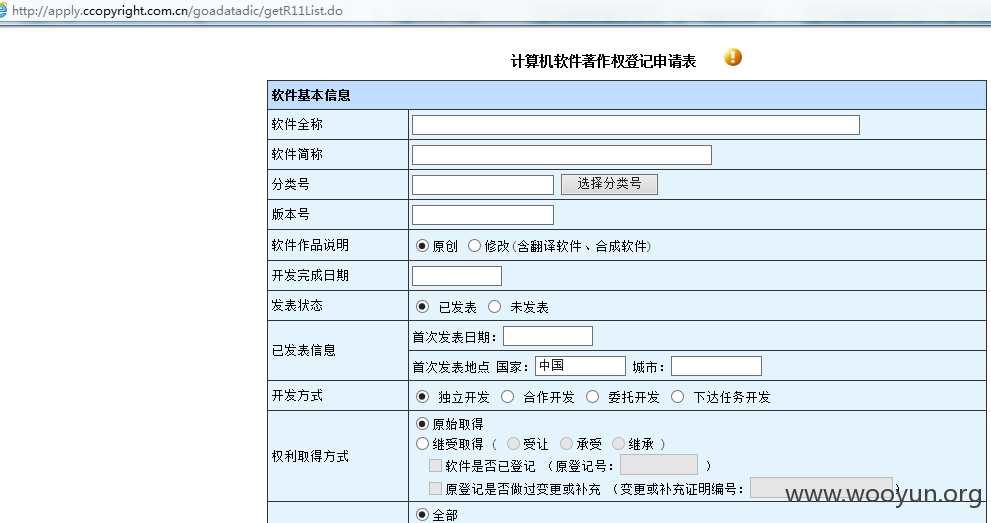 http://apply.ccopyright.com.cn/goadatadic/getR11List.do
计算机软件著作权登记申请表
软件基本信息
软件全称
软件简称
分类号 选择分类号
版本号
软件作品说明 原创 修改(含翻译软件、合成软件)
开发完成日期
发表状态 已发表 未发表
已发表信息
首次发表日期：
首次发表地点 国家： 中国 城市：
开发方式 独立开发 合作开发 委托开发 下达任务开发
权利取得方式
原始取得
继受取得 ( 受让 承受 继承 )
软件是否已登记 （原登记号： ）
原登记是否做过变更或补充 （变更或补充证明编号： ）
全部
www.wooyun.org